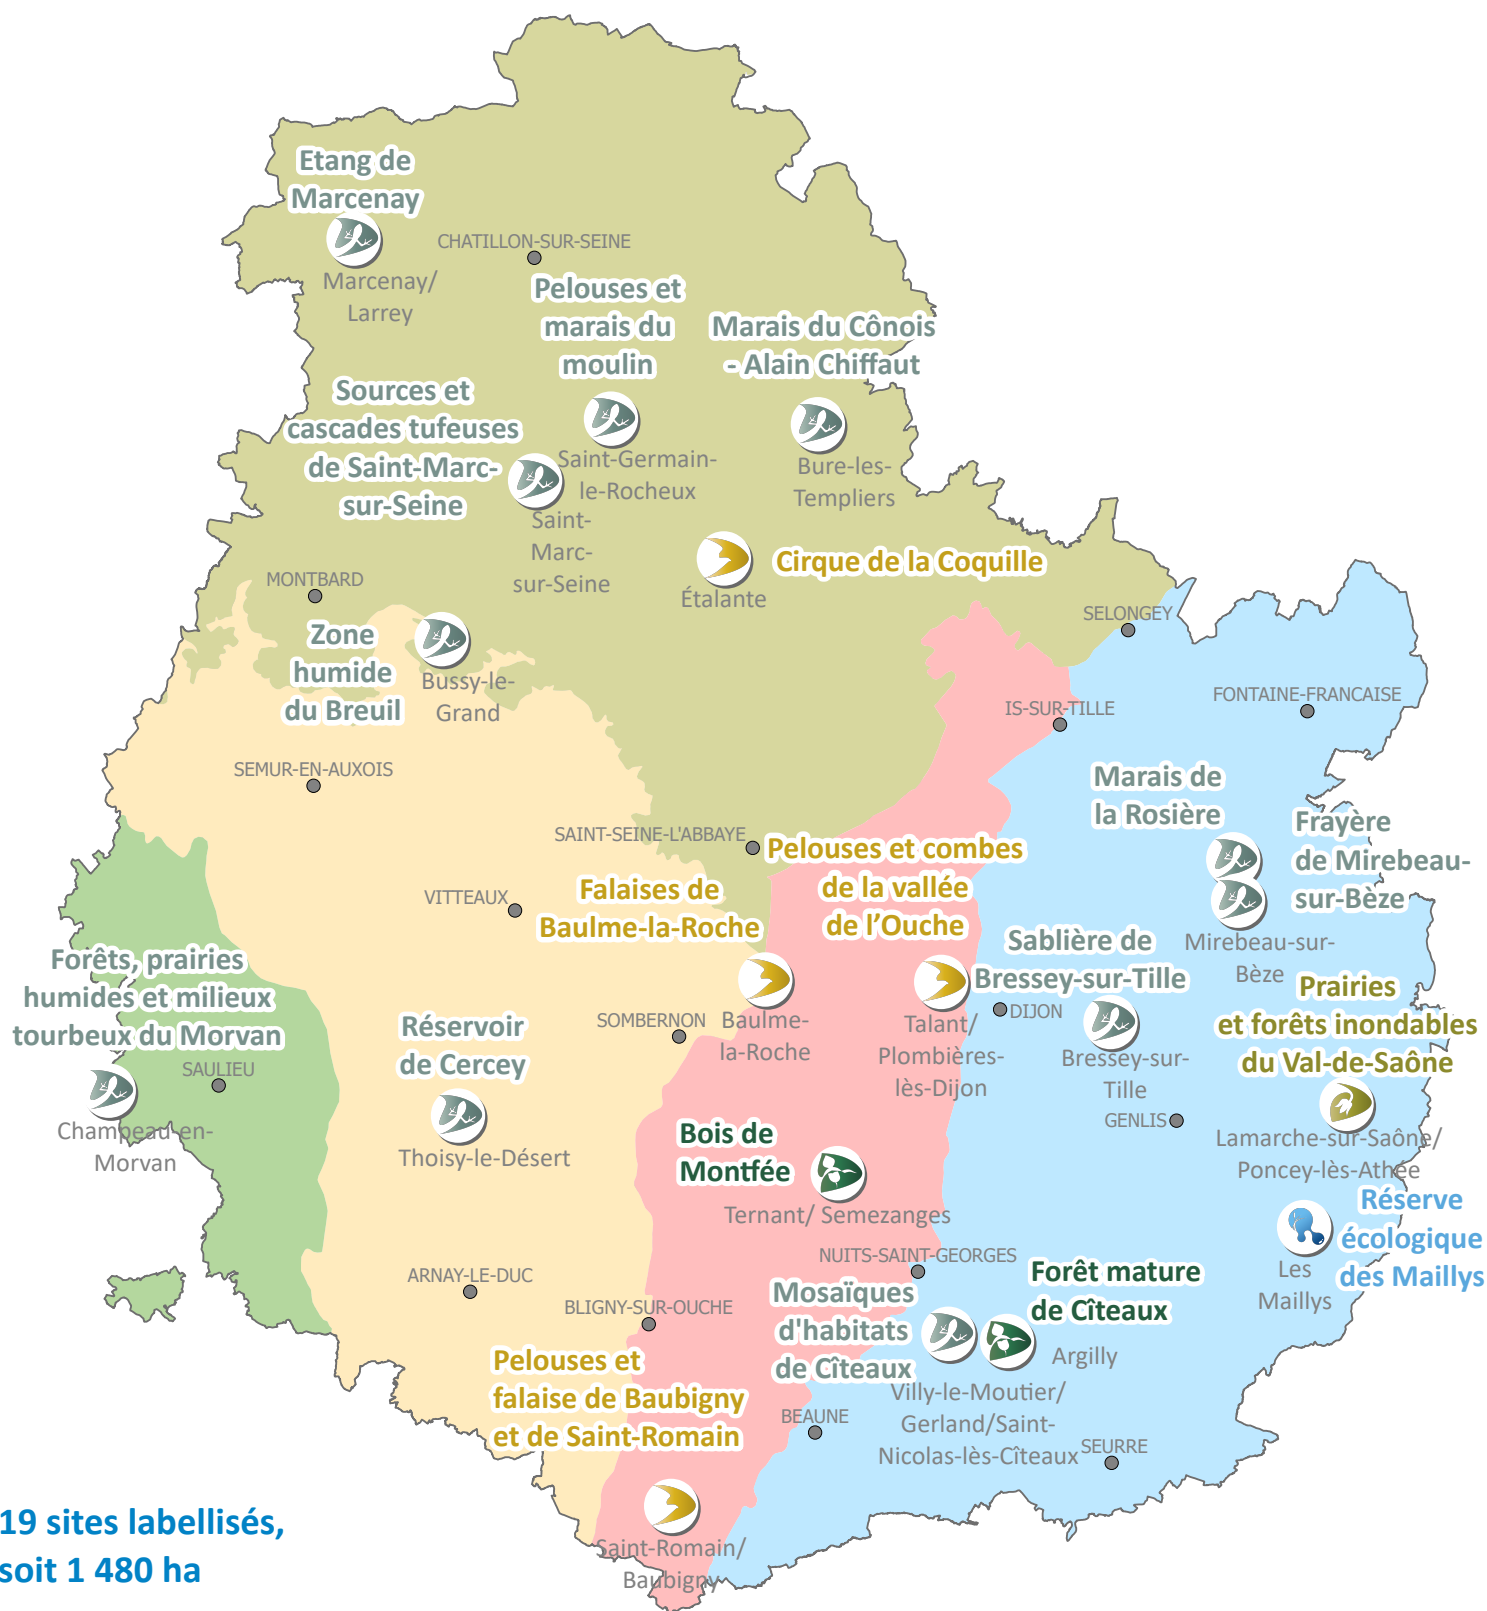 Etang de
Marcenay
Marcenay/
Larrey
CHATILLON-SUR-SEINE
Pelouses et
marais du
moulin
Saint-Germain-
le-Rocheux
Marais du Cônois
- Alain Chiffaut
Bure-les-
Templiers
Sources et
cascades tufeuses
de Saint-Marc-
sur-Seine
Saint-
Marc-
sur-Seine
Cirque de la Coquille
Étalante
MONTBARD
Zone
humide
du Breuil
Bussy-le-
Grand
SELONGEY
IS-SUR-TILLE
FONTAINE-FRANCAISE
SEMUR-EN-AUXOIS
Marais de
la Rosière
Frayère
de Mirebeau-
sur-Bèze
Mirebeau-sur-
Bèze
SAINT-SEINE-L'ABBAYE
Pelouses et combes
de la vallée
de l’Ouche
Talant/
Plombières-
lès-Dijon
VITTEAUX
Falaises de
Baulme-la-Roche
Baulme-
la-Roche
SOMBERNON
Sablière de
Bressey-sur-Tille
DIJON
Bressey-sur-
Tille
GENLIS
Prairies
et forêts inondables
du Val-de-Saône
Lamarche-sur-Saône/
Poncey-lès-Athée
Forêts, prairies
humides et milieux
tourbeux du Morvan
SAULIEU
Champeau-en-
Morvan
Réservoir
de Cercey
Thoisy-le-Désert
Bois de
Montfée
Ternant/ Semezanges
Réserve
écologique
des Maillys
Les
Maillys
NUITS-SAINT-GEORGES
ARNAY-LE-DUC
BLIGNY-SUR-OUCHE
Mosaïques
d'habitats
de Cîteaux
Forêt mature
de Cîteaux
Argilly
Villy-le-Moutier/
Gerland/Saint-
Nicolas-lès-Cîteaux
Pelouses et
falaise de Baubigny
et de Saint-Romain
BEAUNE
SEURRE
Saint-Romain/
Baubigny
19 sites labellisés,
soit 1 480 ha